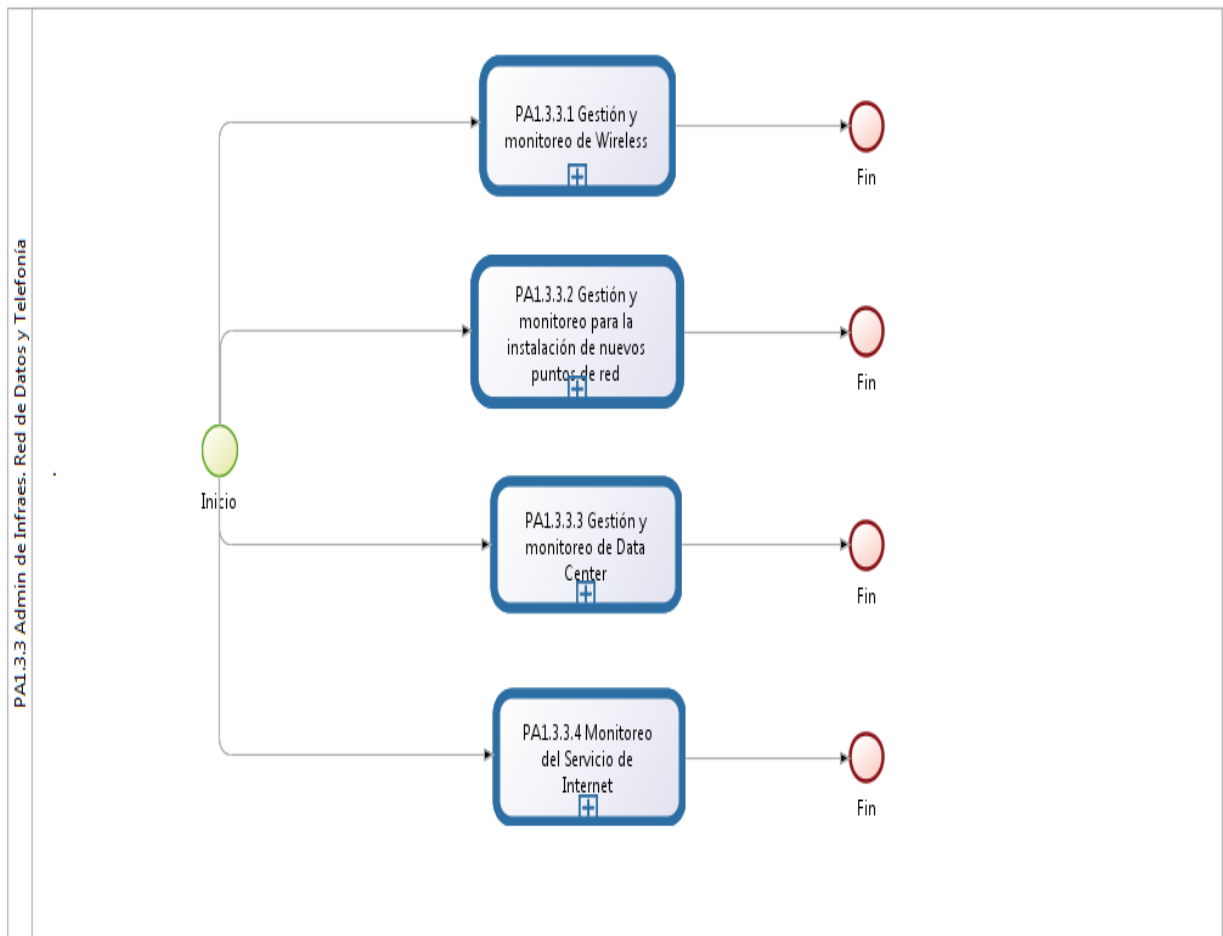 PA1.3.3 Admin de Infraes. Red de Datos y Telefonía
PA1.3.3.1 Gestión y
monitoreo de Wireless
Fin
PA1.3.3.2 Gestión y
monitoreo para la
instalación de nuevos
puntos de red
Fin
Inicio
PA1.3.3.3 Gestión y
monitoreo de Data
Center
Fin
PA1.3.3.4 Monitoreo
del Servicio de
Internet
Fin